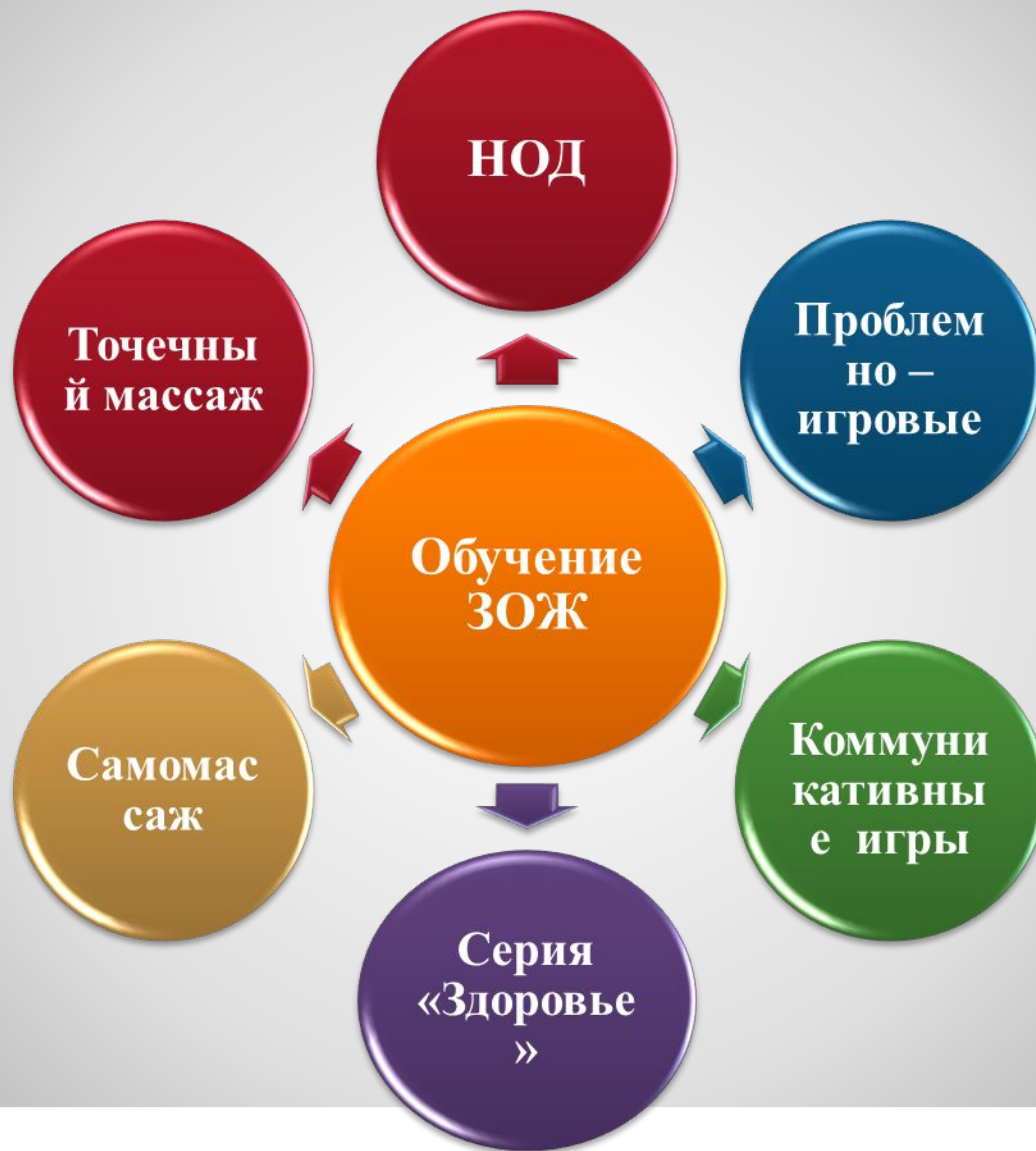 НОД
Проблем
но –
игровые
Коммуни
кативны
е игры
Серия
«Здоровье
»
Самомас
саж
Точечны
й массаж
Обучение
ЗОЖ